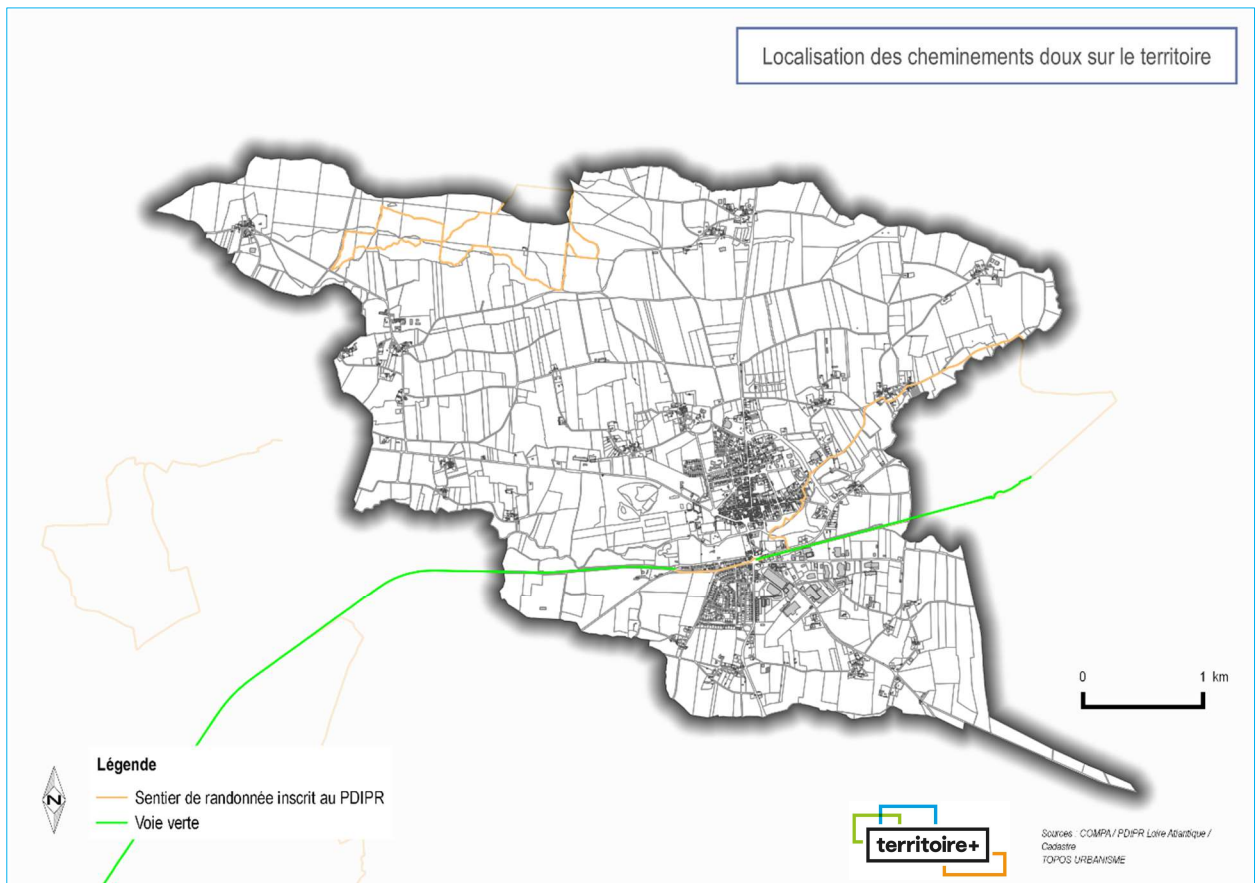 Localisation des cheminements doux sur le territoire
0 1 km
Légende
Sentier de randonnée inscrit au PDIPR
Voie verte
N
territoire+
Sources : COMPA / PDIPR Loire Atlantique /
Cadastre
TOPOS URBANISME